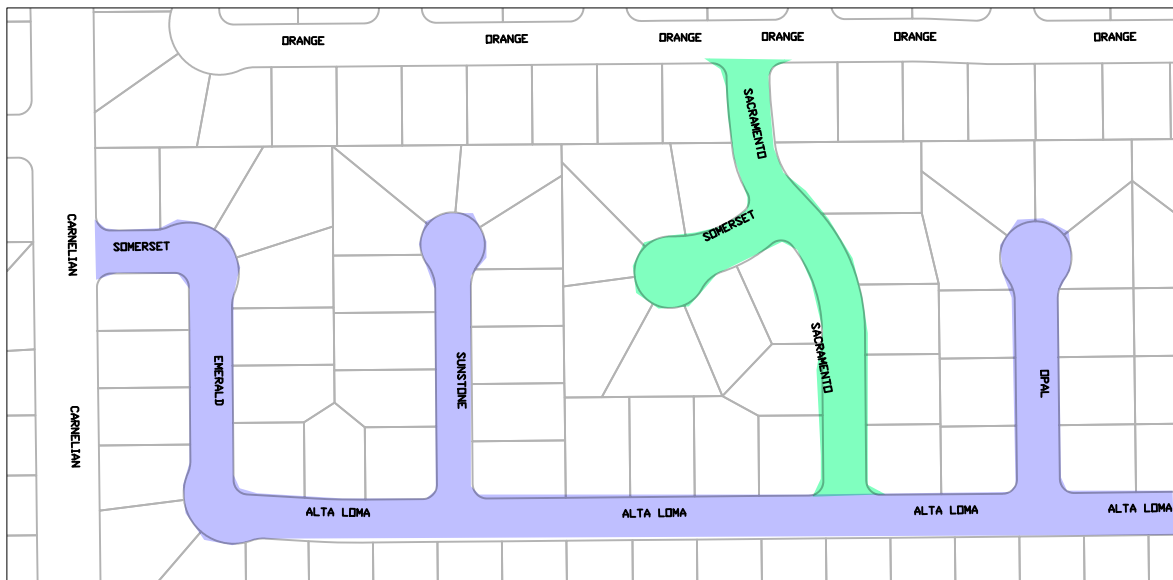 ORANGE
ORANGE
ORANGE
ORANGE
ORANGE
ORANGE
SACRAMENTO
SOMERSET
CARNELIAN
SOMERSET
SACRAMENTO
EMERALD
SUNSTONE
OPAL
CARNELIAN
ALTA LOMA
ALTA LOMA
ALTA LOMA
ALTA LOMA